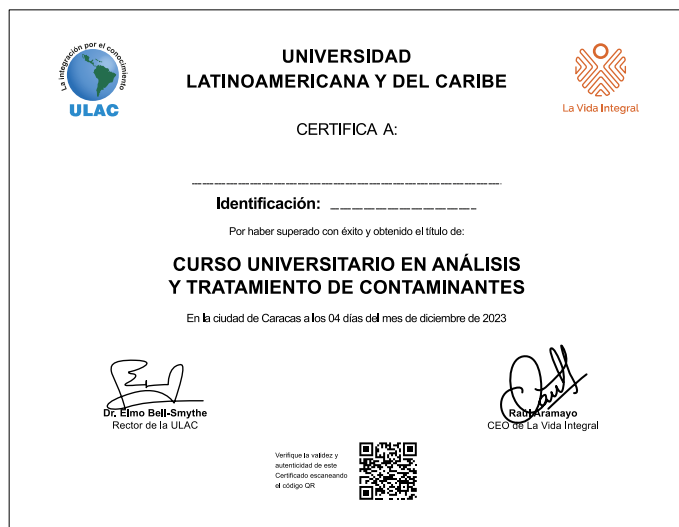 La integración por el conocimiento
ULAC
UNIVERSIDAD
LATINOAMERICANA Y DEL CARIBE
La Vida Integral
CERTIFICA A:
Identificación:
Por haber superado con éxito y obtenido el título de:
CURSO UNIVERSITARIO EN ANÁLISIS
Y TRATAMIENTO DE CONTAMINANTES
En la ciudad de Caracas a los 04 días del mes de diciembre de 2023
Dr. Elmo Bell-Smythe
Rector de la ULAC
Raúl Aramayo
CEO de La Vida Integral
Verifique la validez y
autenticidad de este
Certificado escaneando
el código QR